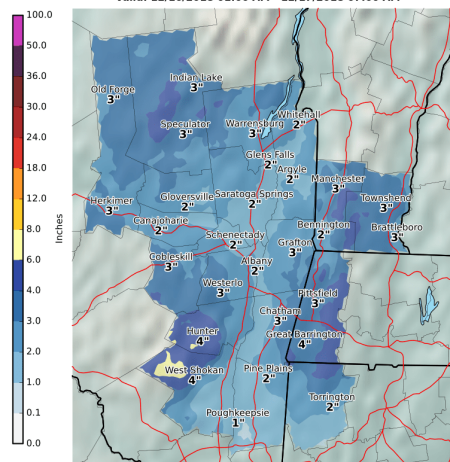 100.0
50.0
36.0
30.0
24.0
18.0
12.0
8.0
6.0
4.0
3.0
2.0
1.0
0.1
0.0
Inches
Indian Lake
3"
Old Forge
3"
Speculator
3"
Warrensburg
3"
Whitehall
2"
Glens Falls
2"
Argyle
2"
Manchester
3"
Herkimer
3"
Gloversville
2"
Saratoga Springs
2"
Townshend
3"
Canajoharie
2"
Bennington
2"
Brattleboro
3"
Schenectady
2"
Grafton
3"
Cobleskill
3"
Albany
2"
Westerlo
3"
Pittsfield
3"
Chatham
3"
Hunter
4"
Great Barrington
4"
West Shokan
4"
Pine Plains
2"
Torrington
2"
Poughkeepsie
1"